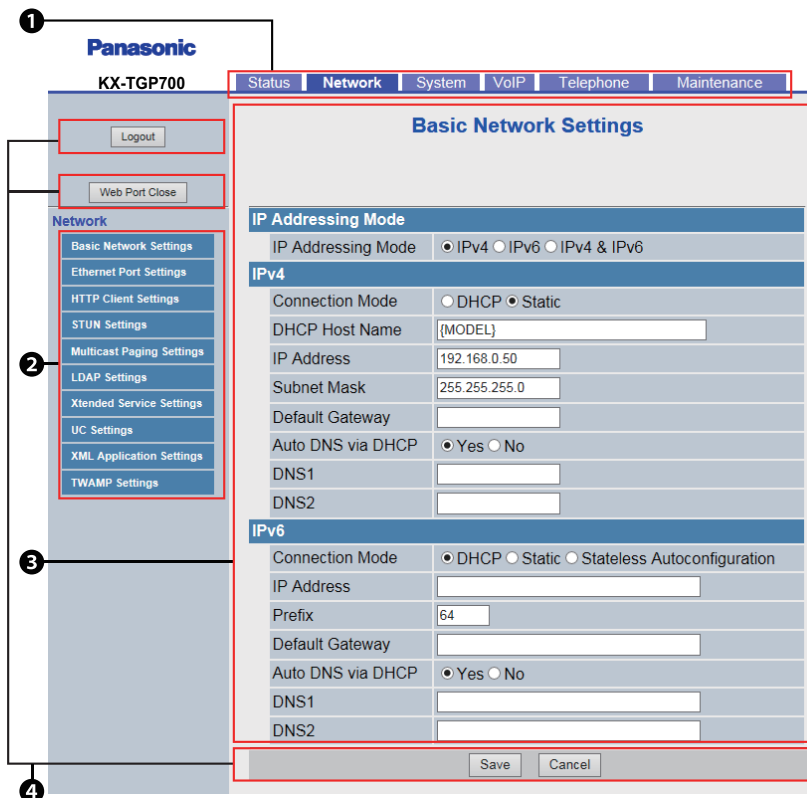 1
Panasonic
KX-TGP700
Status Network System VoIP Telephone Maintenance
Logout
Web Port Close
Basic Network Settings
Network
Basic Network Settings
Ethernet Port Settings
HTTP Client Settings
STUN Settings
Multicast Paging Settings
LDAP Settings
Xtended Service Settings
UC Settings
XML Application Settings
TWAMP Settings
2
IP Addressing Mode
IP Addressing Mode IPv4 IPv6 IPv4 & IPv6
IPv4
Connection Mode DHCP Static
DHCP Host Name {MODEL}
IP Address 192.168.0.50
Subnet Mask 255.255.255.0
Default Gateway
Auto DNS via DHCP Yes No
DNS1
DNS2
IPv6
3
Connection Mode DHCP Static Stateless Autoconfiguration
IP Address
Prefix 64
Default Gateway
Auto DNS via DHCP Yes No
DNS1
DNS2
Save Cancel
4